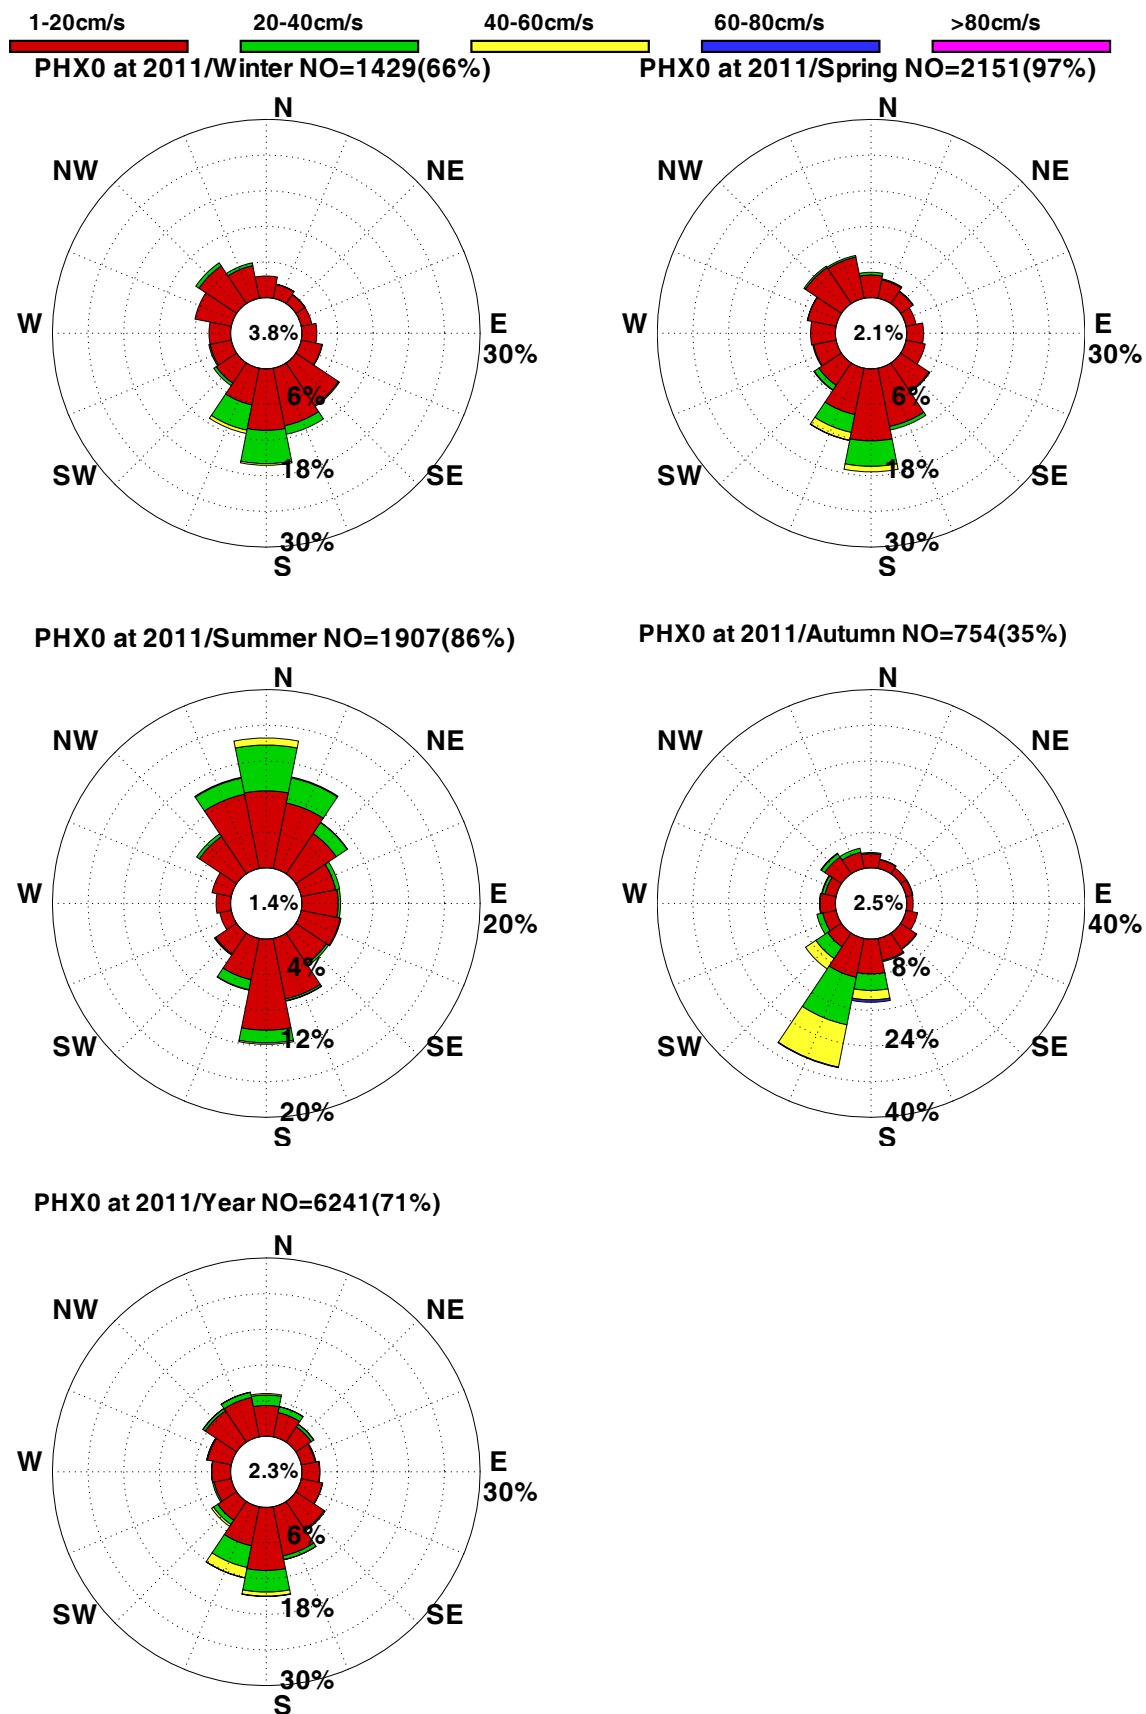 1-20cm/s 20-40cm/s 40-60cm/s 60-80cm/s >80cm/s
PHX0 at 2011/Winter NO=1429(66%)
N
NW NE
W 3.8% E
30%
6%
SW 18% SE
30%
S
PHX0 at 2011/Spring NO=2151(97%)
N
NW NE
W 2.1% E
30%
6%
SW 18% SE
30%
S
PHX0 at 2011/Summer NO=1907(86%)
N
NW NE
W 1.4% E
20%
4%
SW 12% SE
20%
S
PHX0 at 2011/Autumn NO=754(35%)
N
NW NE
W 2.5% E
40%
8%
SW 24% SE
40%
S
PHX0 at 2011/Year NO=6241(71%)
N
NW NE
W 2.3% E
30%
6%
SW 18% SE
30%
S